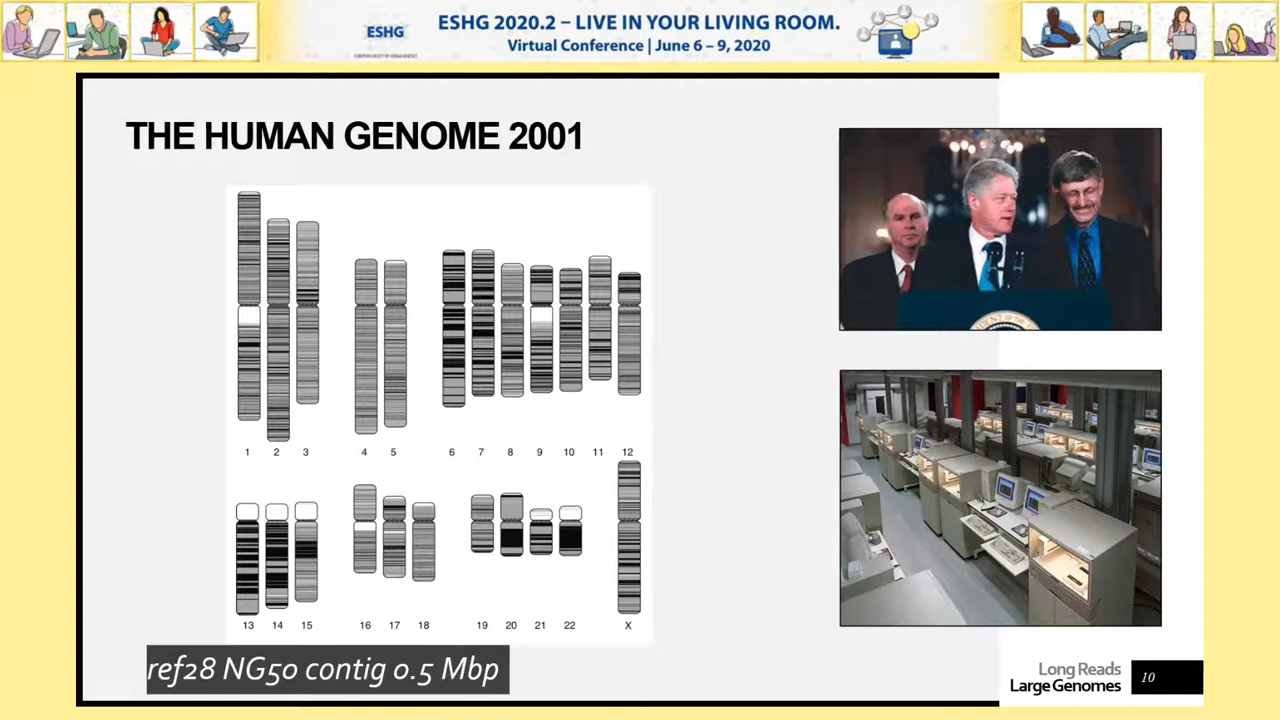 ESHG
ESHG 2020.2 – LIVE IN YOUR LIVING ROOM.
Virtual Conference | June 6 – 9, 2020
THE HUMAN GENOME 2001
1 2 3 4 5 6 7 8 9 10 11 12
13 14 15 16 17 18 19 20 21 22 X
ref28 NG50 contig 0.5 Mbp
Long Reads
Large Genomes
10